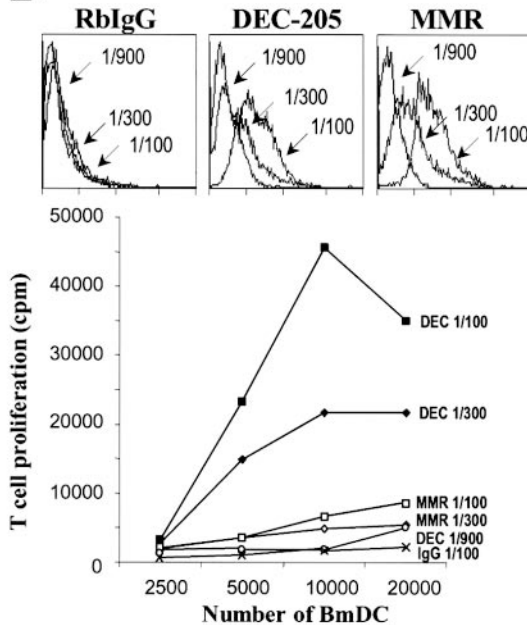 RbIgG
DEC-205
MMR
1/900
1/300
1/100
1/900
1/300
1/100
1/900
1/300
1/100
T cell proliferation (cpm)
50000
40000
30000
20000
10000
0
DEC 1/100
DEC 1/300
MMR 1/100
MMR 1/300
DEC 1/900
IgG 1/100
2500
5000
10000
20000
Number of BmDC